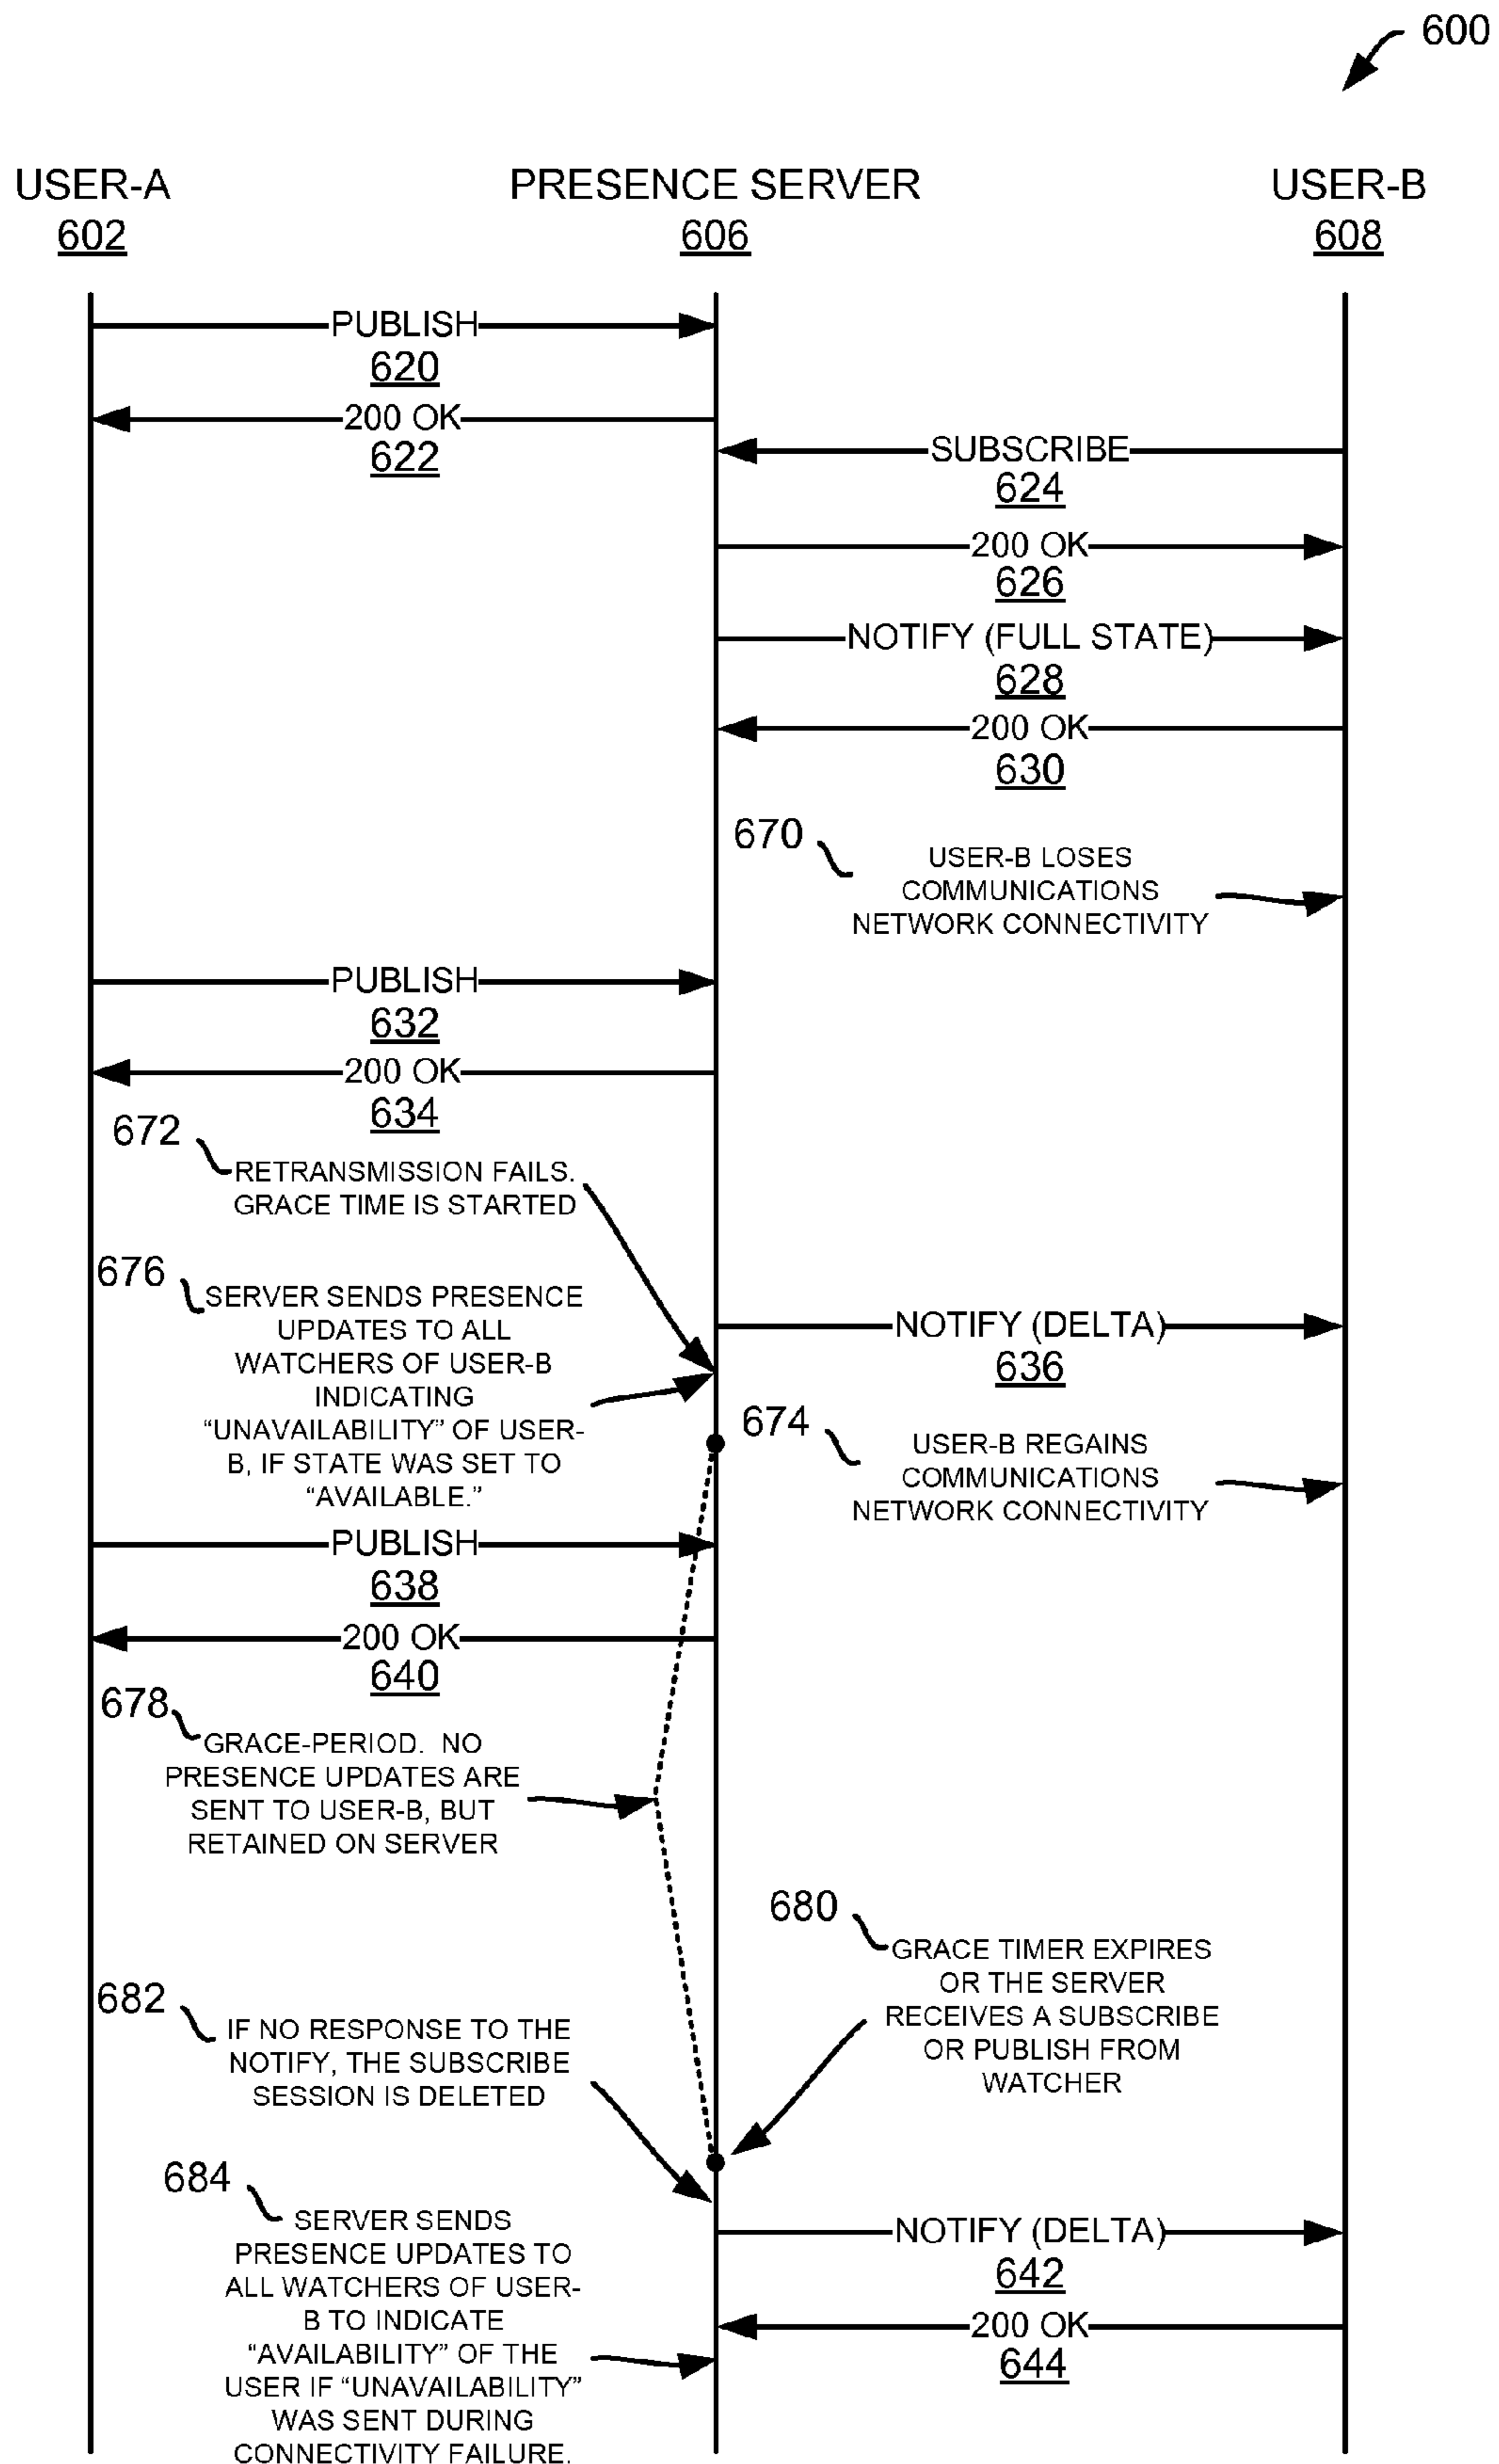 600
USER-A
602
PRESENCE SERVER
606
USER-B
608
PUBLISH
620
200 OK
622
SUBSCRIBE
624
200 OK
626
NOTIFY (FULL STATE)
628
200 OK
630
670
USER-B LOSES
COMMUNICATIONS
NETWORK CONNECTIVITY
PUBLISH
632
200 OK
634
672
RETRANSMISSION FAILS.
GRACE TIME IS STARTED
676
SERVER SENDS PRESENCE
UPDATES TO ALL
WATCHERS OF USER-B
INDICATING
“UNAVAILABILITY” OF USER-
B, IF STATE WAS SET TO
“AVAILABLE.”
NOTIFY (DELTA)
636
674
USER-B REGAINS
COMMUNICATIONS
NETWORK CONNECTIVITY
PUBLISH
638
200 OK
640
678
GRACE-PERIOD. NO
PRESENCE UPDATES ARE
SENT TO USER-B, BUT
RETAINED ON SERVER
680
GRACE TIMER EXPIRES
OR THE SERVER
RECEIVES A SUBSCRIBE
OR PUBLISH FROM
WATCHER
682
IF NO RESPONSE TO THE
NOTIFY, THE SUBSCRIBE
SESSION IS DELETED
684
SERVER SENDS
PRESENCE UPDATES TO
ALL WATCHERS OF USER-
B TO INDICATE
“AVAILABILITY” OF THE
USER IF “UNAVAILABILITY”
WAS SENT DURING
CONNECTIVITY FAILURE.
NOTIFY (DELTA)
642
200 OK
644